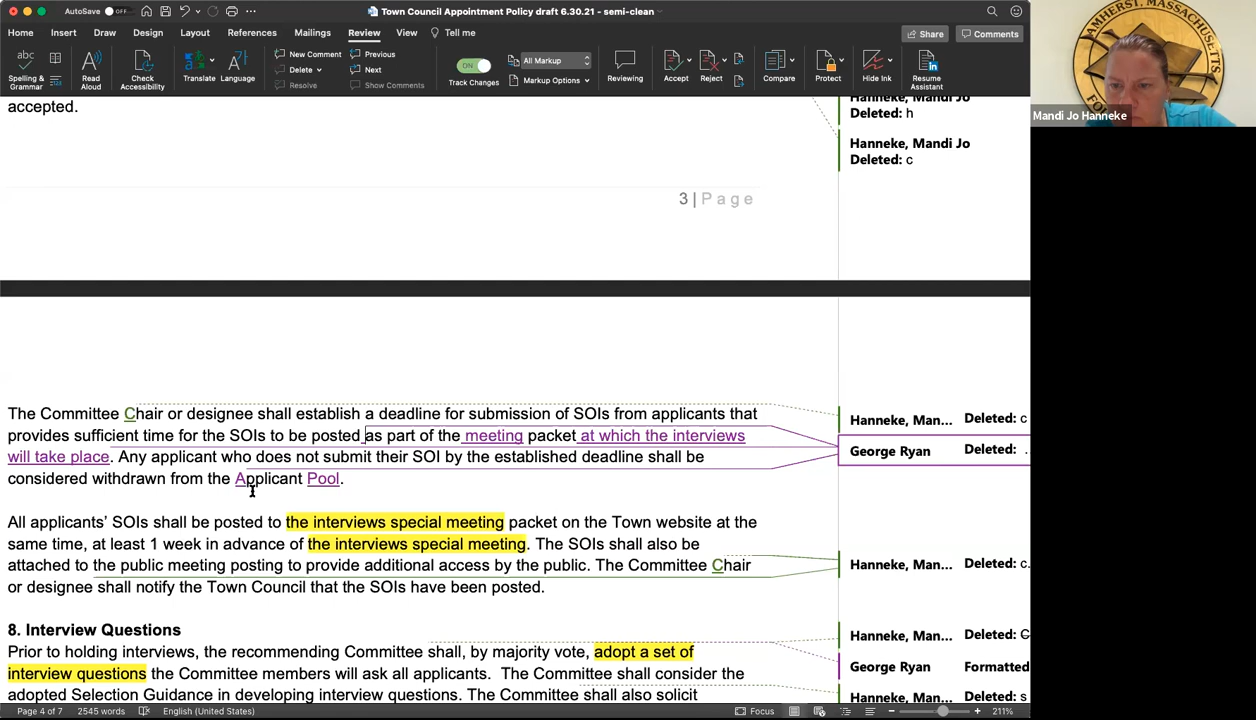 AutoSave OFF
Town Council Appointment Policy draft 6.30.21 - semi-clean
Home Insert Draw Design Layout References Mailings Review View Tell me
Share Comments
abc Spelling & Grammar
Read Aloud
Check Accessibility
Translate Language
New Comment
Delete
Resolve
Previous
Next
Show Comments
ON
Track Changes
All Markup
Markup Options
Reviewing
Accept Reject
Compare
Protect
Hide Ink
Resume Assistant
AMHERST, MASSACHUSETTS
Mandi Jo Hanneke
accepted.
Hanneke, Mandi Jo
Deleted: h
Hanneke, Mandi Jo
Deleted: c
3 | Page
The Committee Chair or designee shall establish a deadline for submission of SOIs from applicants that
provides sufficient time for the SOIs to be posted as part of the meeting packet at which the interviews
will take place. Any applicant who does not submit their SOI by the established deadline shall be
considered withdrawn from the Applicant Pool.
Hanneke, Man... Deleted: c
George Ryan Deleted: .
All applicants' SOIs shall be posted to the interviews special meeting packet on the Town website at the
same time, at least 1 week in advance of the interviews special meeting. The SOIs shall also be
attached to the public meeting posting to provide additional access by the public. The Committee Chair
or designee shall notify the Town Council that the SOIs have been posted.
Hanneke, Man... Deleted: c.
8. Interview Questions
Prior to holding interviews, the recommending Committee shall, by majority vote, adopt a set of
interview questions the Committee members will ask all applicants. The Committee shall consider the
adopted Selection Guidance in developing interview questions. The Committee shall also solicit
Hanneke, Man... Deleted: C
George Ryan Formatted
Hanneke, Man... Deleted: s
Page 4 of 7 2545 words English (United States) Focus 211%